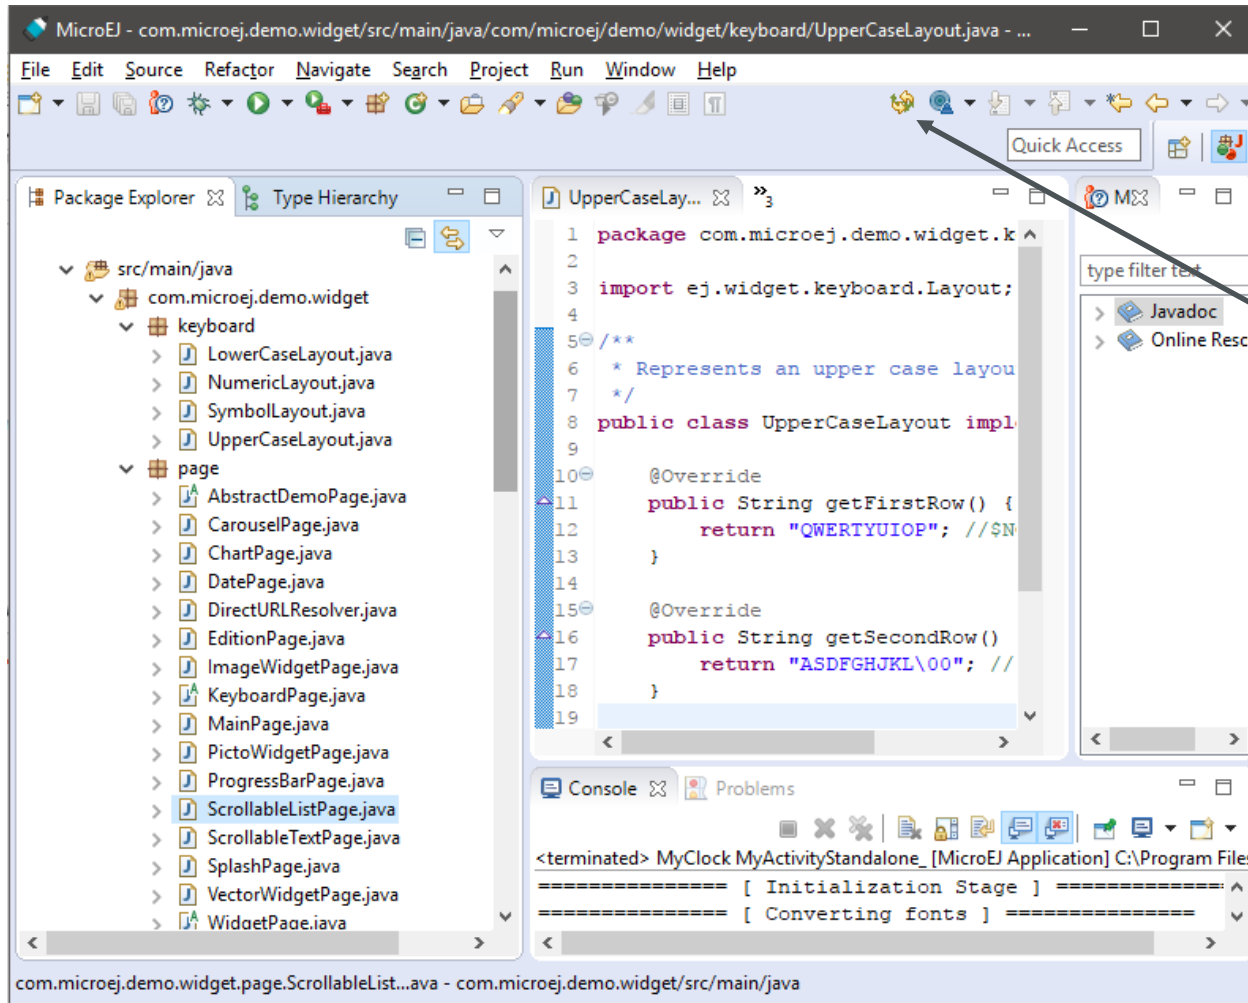 MicroEJ - com.microej.demo.widget/src/main/java/com/microej/demo/widget/keyboard/UpperCaseLayout.java - ...
File Edit Source Refactor Navigate Search Project Run Window Help
Quick Access
Package Explorer Type Hierarchy
src/main/java
com.microej.demo.widget
keyboard
LowerCaseLayout.java
NumericLayout.java
SymbolLayout.java
UpperCaseLayout.java
page
AbstractDemoPage.java
CarouselPage.java
ChartPage.java
DatePage.java
DirectURLResolver.java
EditionPage.java
ImageWidgetPage.java
KeyboardPage.java
MainPage.java
PictoWidgetPage.java
ProgressBarPage.java
ScrollableListPage.java
ScrollableTextPage.java
SplashPage.java
VectorWidgetPage.java
WidgetPage.java
UpperCaseLay... »3
1 package com.microej.demo.widget.k
2
3 import ej.widget.keyboard.Layout;
4
5 /**
6 * Represents an upper case layou
7 */
8 public class UpperCaseLayout impl
9
10 @Override
11 public String getFirstRow() {
12 return "QWERTYUIOP"; //$N
13 }
14
15 @Override
16 public String getSecondRow()
17 return "ASDFGHJKL\00"; //
18 }
19
M
type filter text
Javadoc
Online Resc
Console Problems
<terminated> MyClock MyActivityStandalone_ [MicroEJ Application] C:\Program Files
=============== [ Initialization Stage ] =============
=============== [ Converting fonts ] ===============
com.microej.demo.widget.page.ScrollableList...ava - com.microej.demo.widget/src/main/java